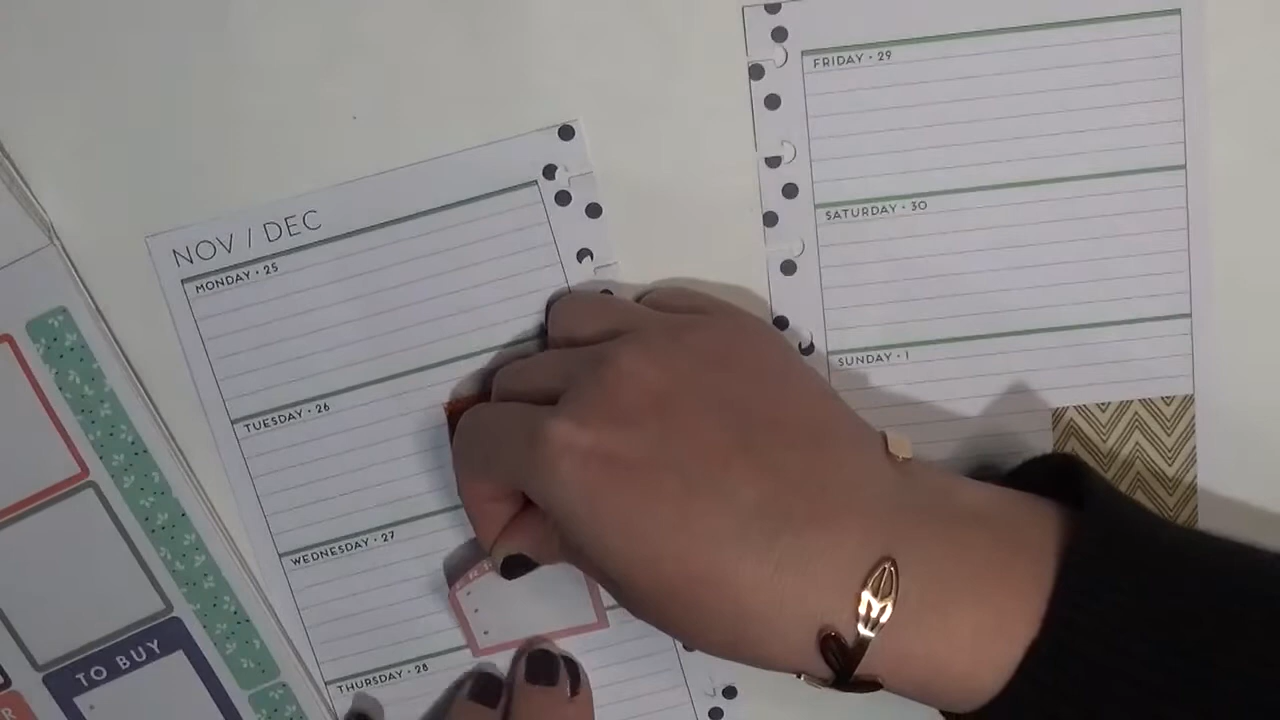 NOV / DEC
MONDAY · 25
TUESDAY · 26
WEDNESDAY · 27
THURSDAY · 28
FRIDAY · 29
SATURDAY · 30
SUNDAY · 1
TO BUY